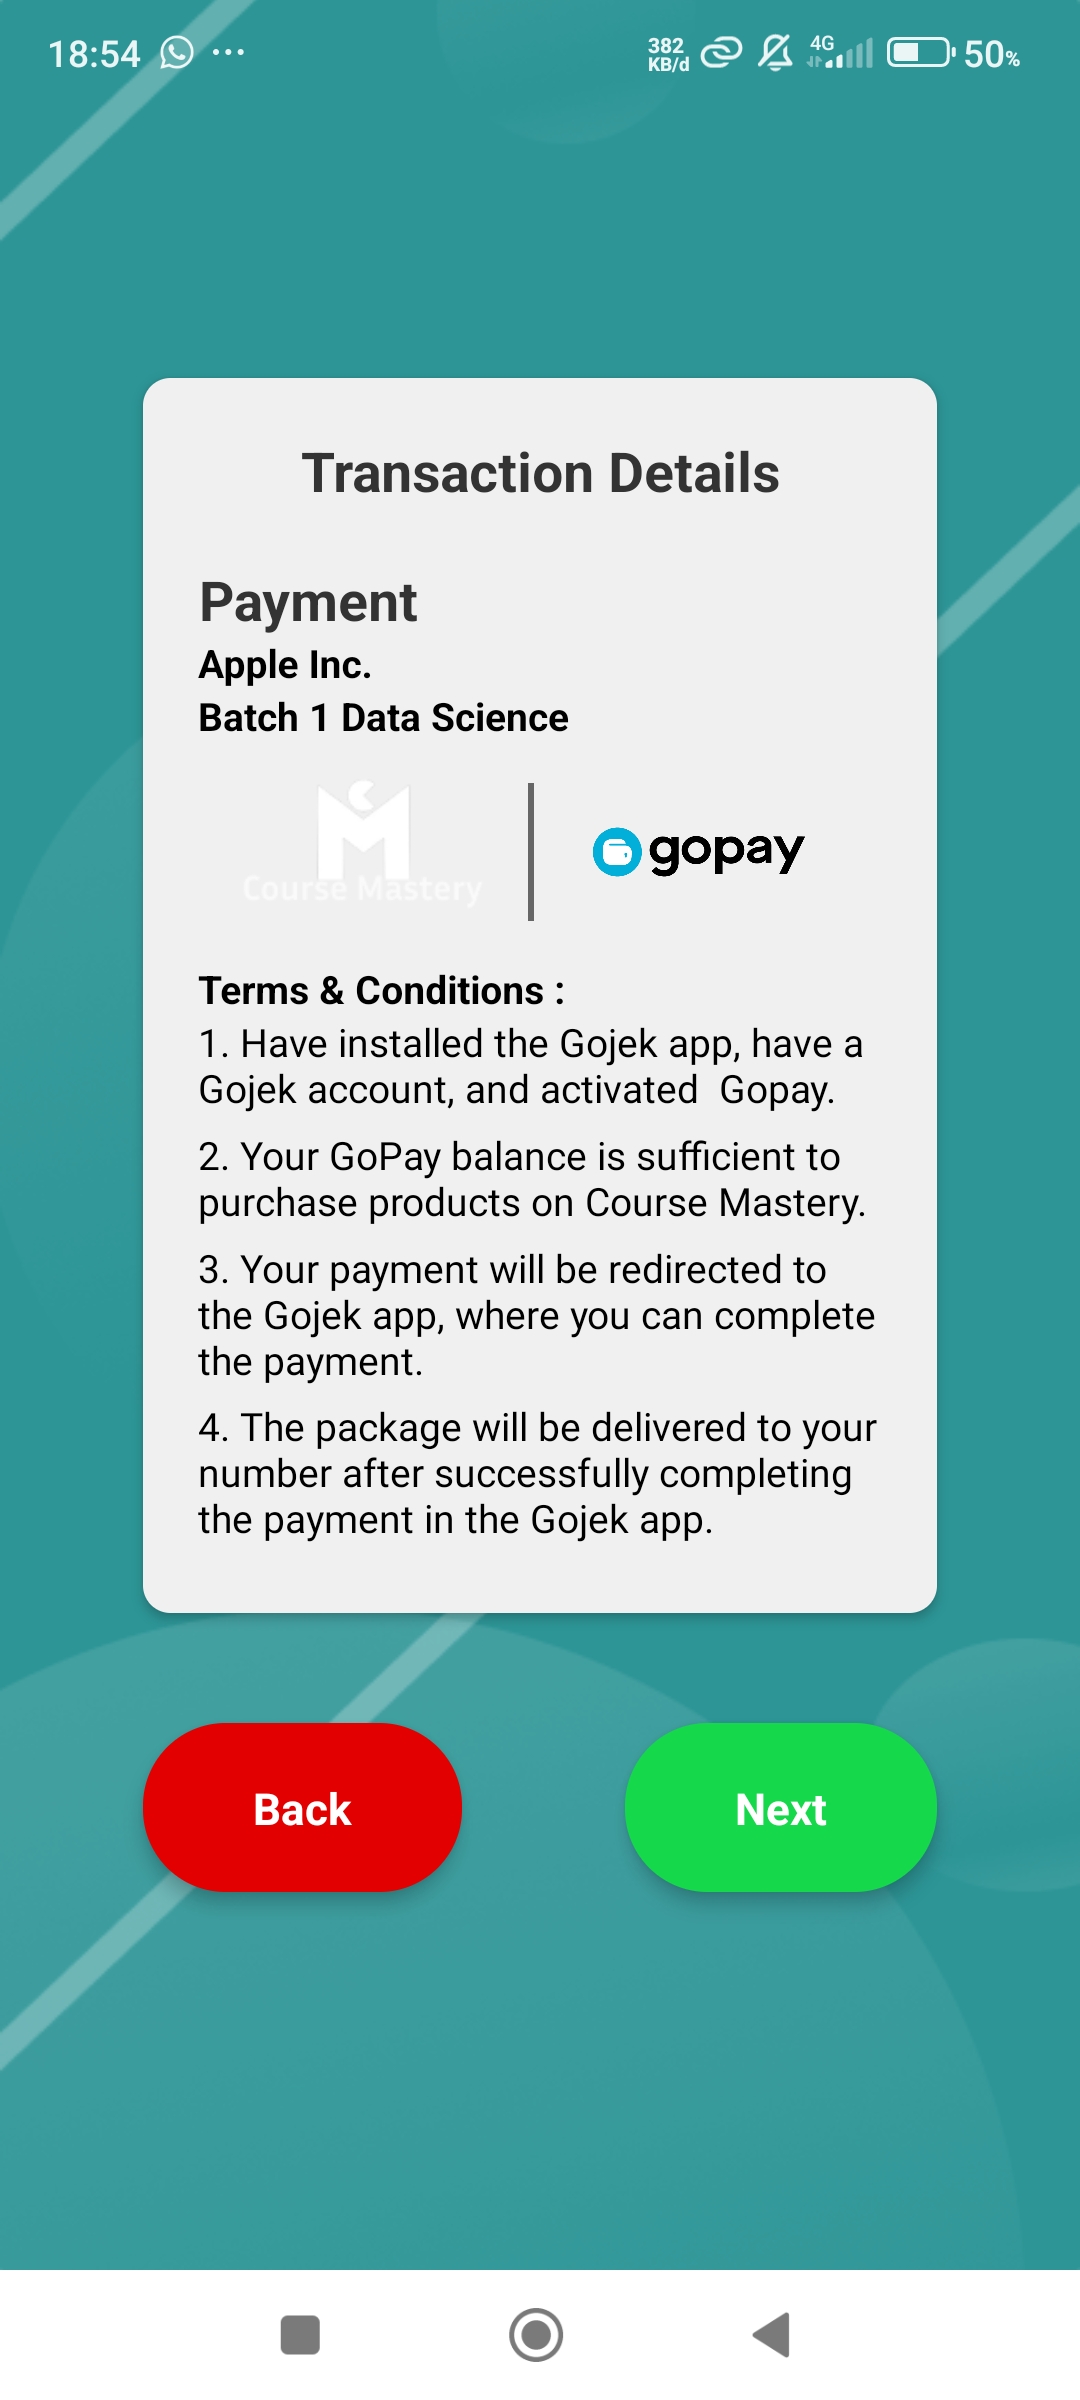 18:54 ... 382 KB/d 4G 50%
Transaction Details
Payment
Apple Inc.
Batch 1 Data Science
M
Course Mastery
gopay
Terms & Conditions :
1. Have installed the Gojek app, have a
Gojek account, and activated  Gopay.
2. Your GoPay balance is sufficient to
purchase products on Course Mastery.
3. Your payment will be redirected to
the Gojek app, where you can complete
the payment.
4. The package will be delivered to your
number after successfully completing
the payment in the Gojek app.
Back
Next